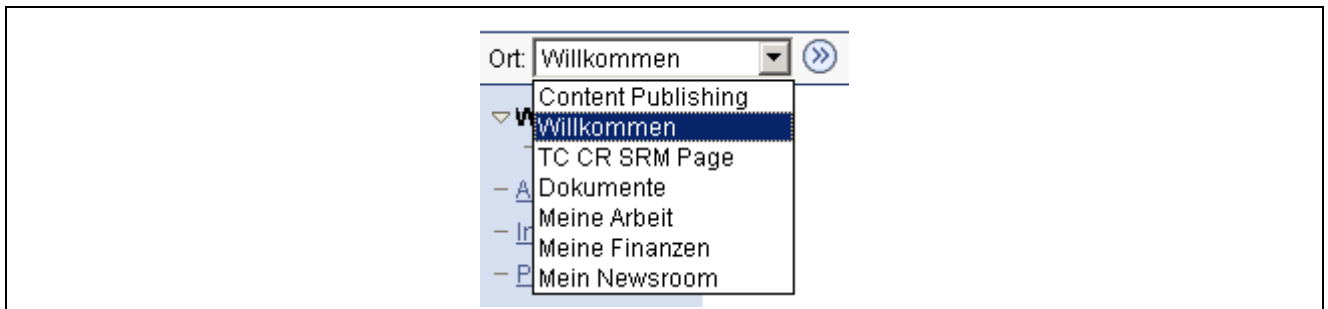 Ort: Willkommen
Content Publishing
Willkommen
TC CR SRM Page
Dokumente
Meine Arbeit
Meine Finanzen
Mein Newsroom